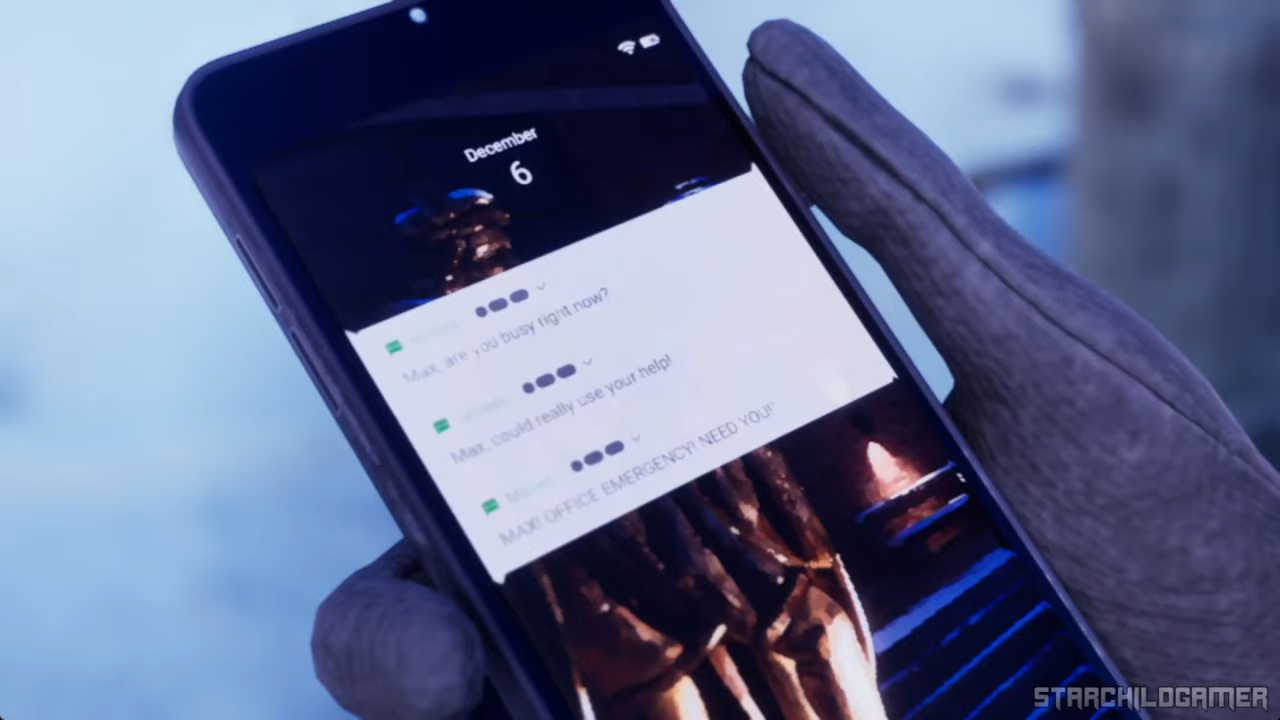 December
6
Max, are you busy right now?
Max, could really use your help!
MAX! OFFICE EMERGENCY! NEED YOU!
STARCHILDGAMER